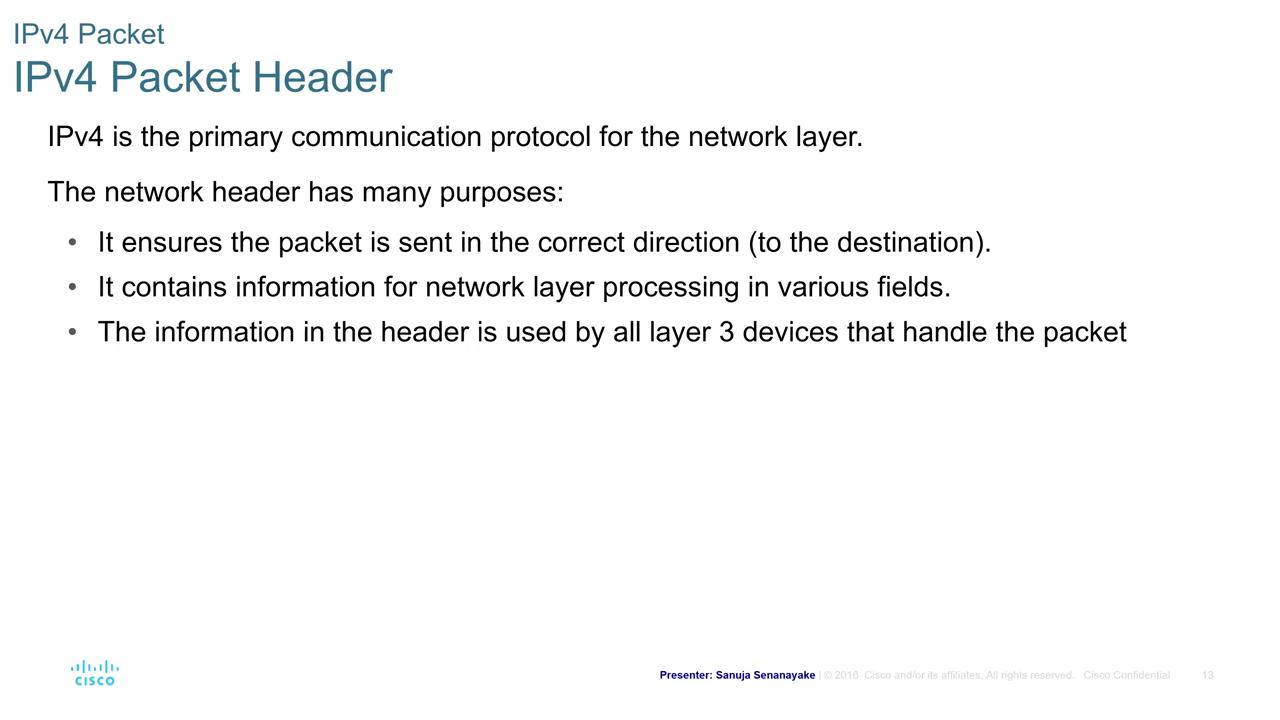 IPv4 Packet
IPv4 Packet Header
IPv4 is the primary communication protocol for the network layer.
The network header has many purposes:
• It ensures the packet is sent in the correct direction (to the destination).
• It contains information for network layer processing in various fields.
• The information in the header is used by all layer 3 devices that handle the packet
CISCO
Presenter: Sanuja Senanayake | © 2016 Cisco and/or its affiliates. All rights reserved. Cisco Confidential 13